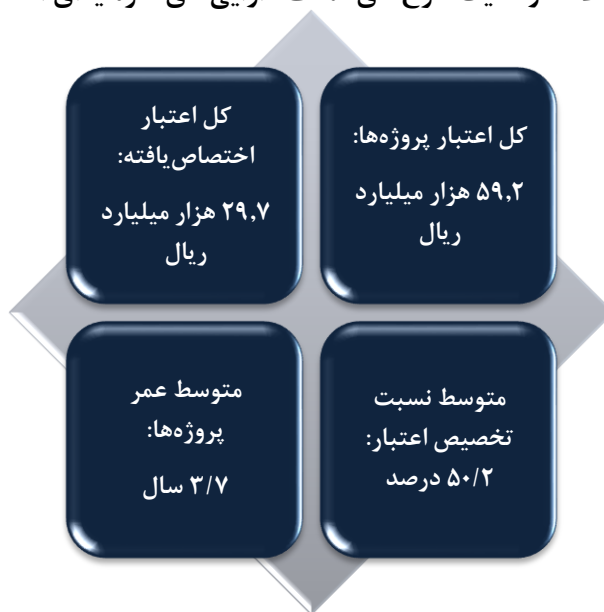 کل اعتبار پروژه‌ها:
۵۹٫۲ هزار میلیارد
ریال
کل اعتبار
اختصاص‌یافته:
۲۹٫۷ هزار میلیارد
ریال
متوسط نسبت
تخصیص اعتبار:
۵۰/۲ درصد
متوسط عمر
پروژه‌ها:
۳/۷ سال